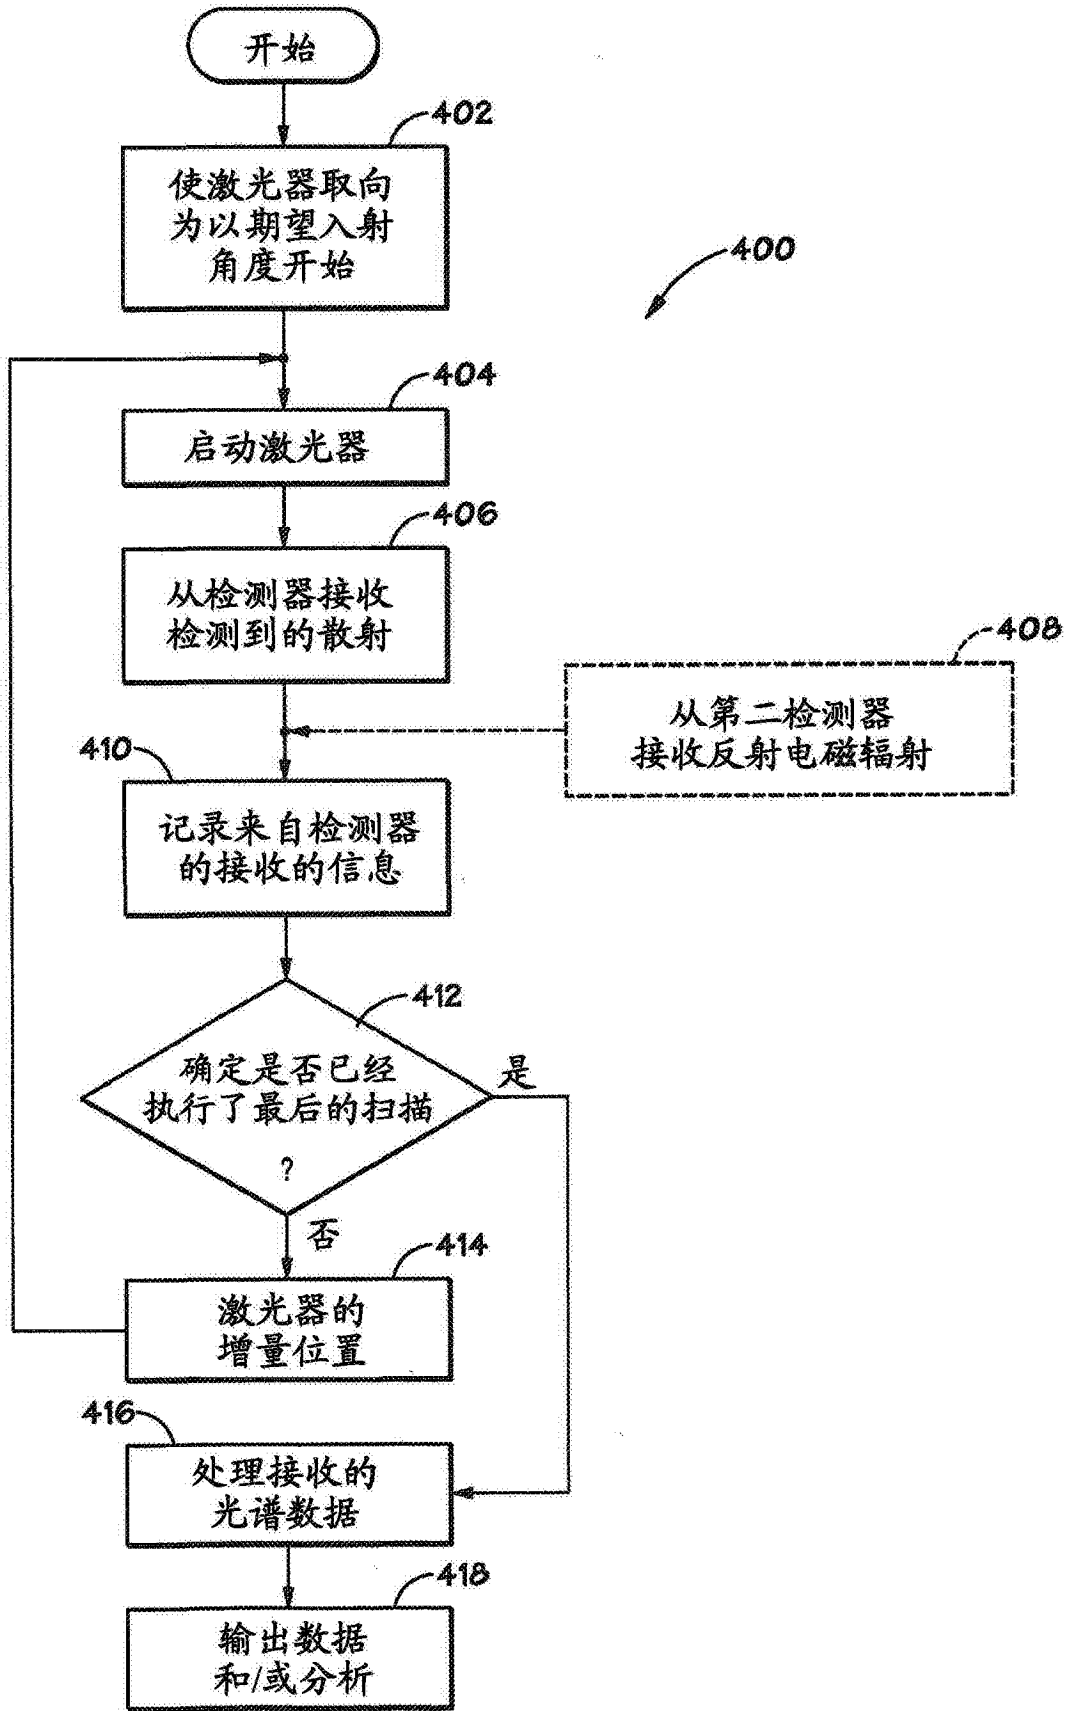 开始
402
使激光器取向
为以期望入射
角度开始
400
404
启动激光器
406
从检测器接收
检测到的散射
408
从第二检测器
接收反射电磁辐射
410
记录来自检测器
的接收的信息
412
确定是否已经
执行了最后的扫描
?
是
否
414
激光器的
增量位置
416
处理接收的
光谱数据
418
输出数据
和/或分析